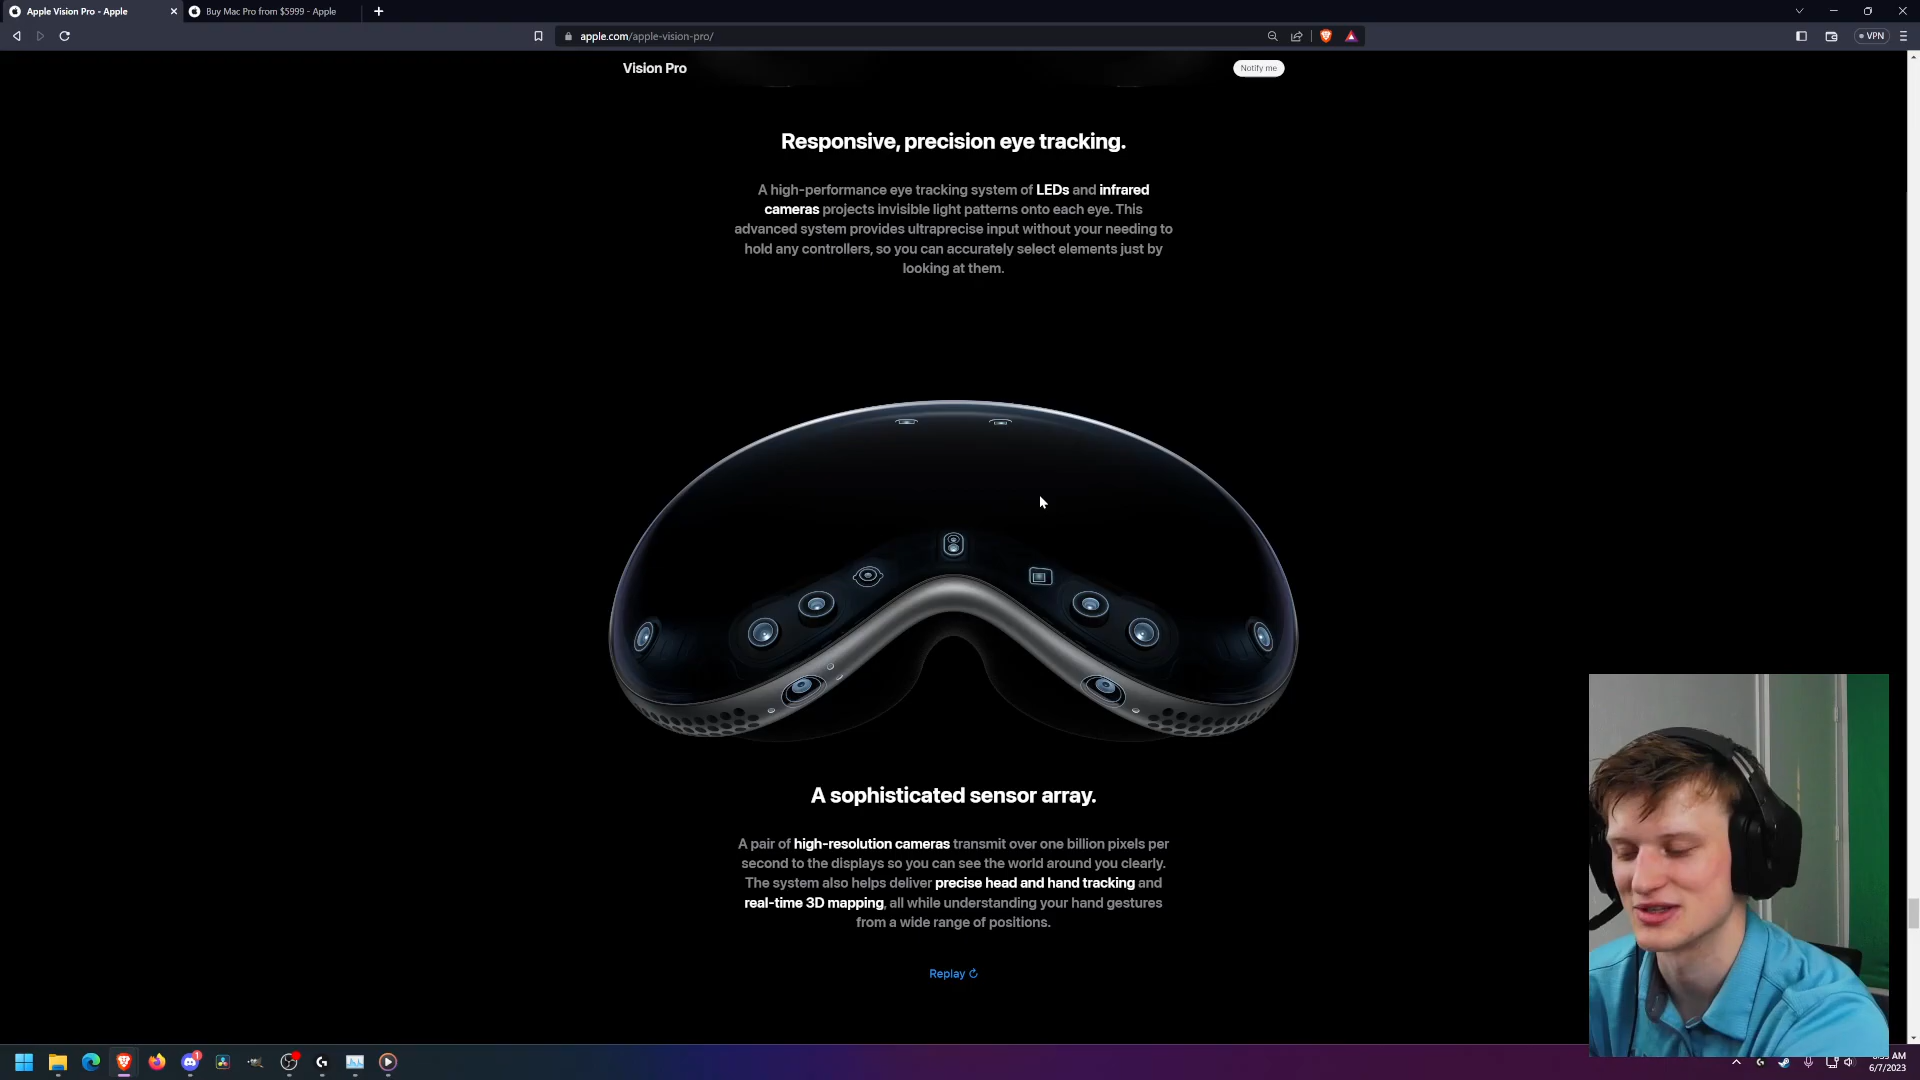 Apple Vision Pro - Apple
Buy Mac Pro from $5999 - Apple
apple.com/apple-vision-pro/
VPN
Vision Pro
Notify me
Responsive, precision eye tracking.
A high-performance eye tracking system of LEDs and infrared
cameras projects invisible light patterns onto each eye. This
advanced system provides ultraprecise input without your needing to
hold any controllers, so you can accurately select elements just by
looking at them.
A sophisticated sensor array.
A pair of high-resolution cameras transmit over one billion pixels per
second to the displays so you can see the world around you clearly.
The system also helps deliver precise head and hand tracking and
real-time 3D mapping, all while understanding your hand gestures
from a wide range of positions.
Replay
1
AM
6/7/2023